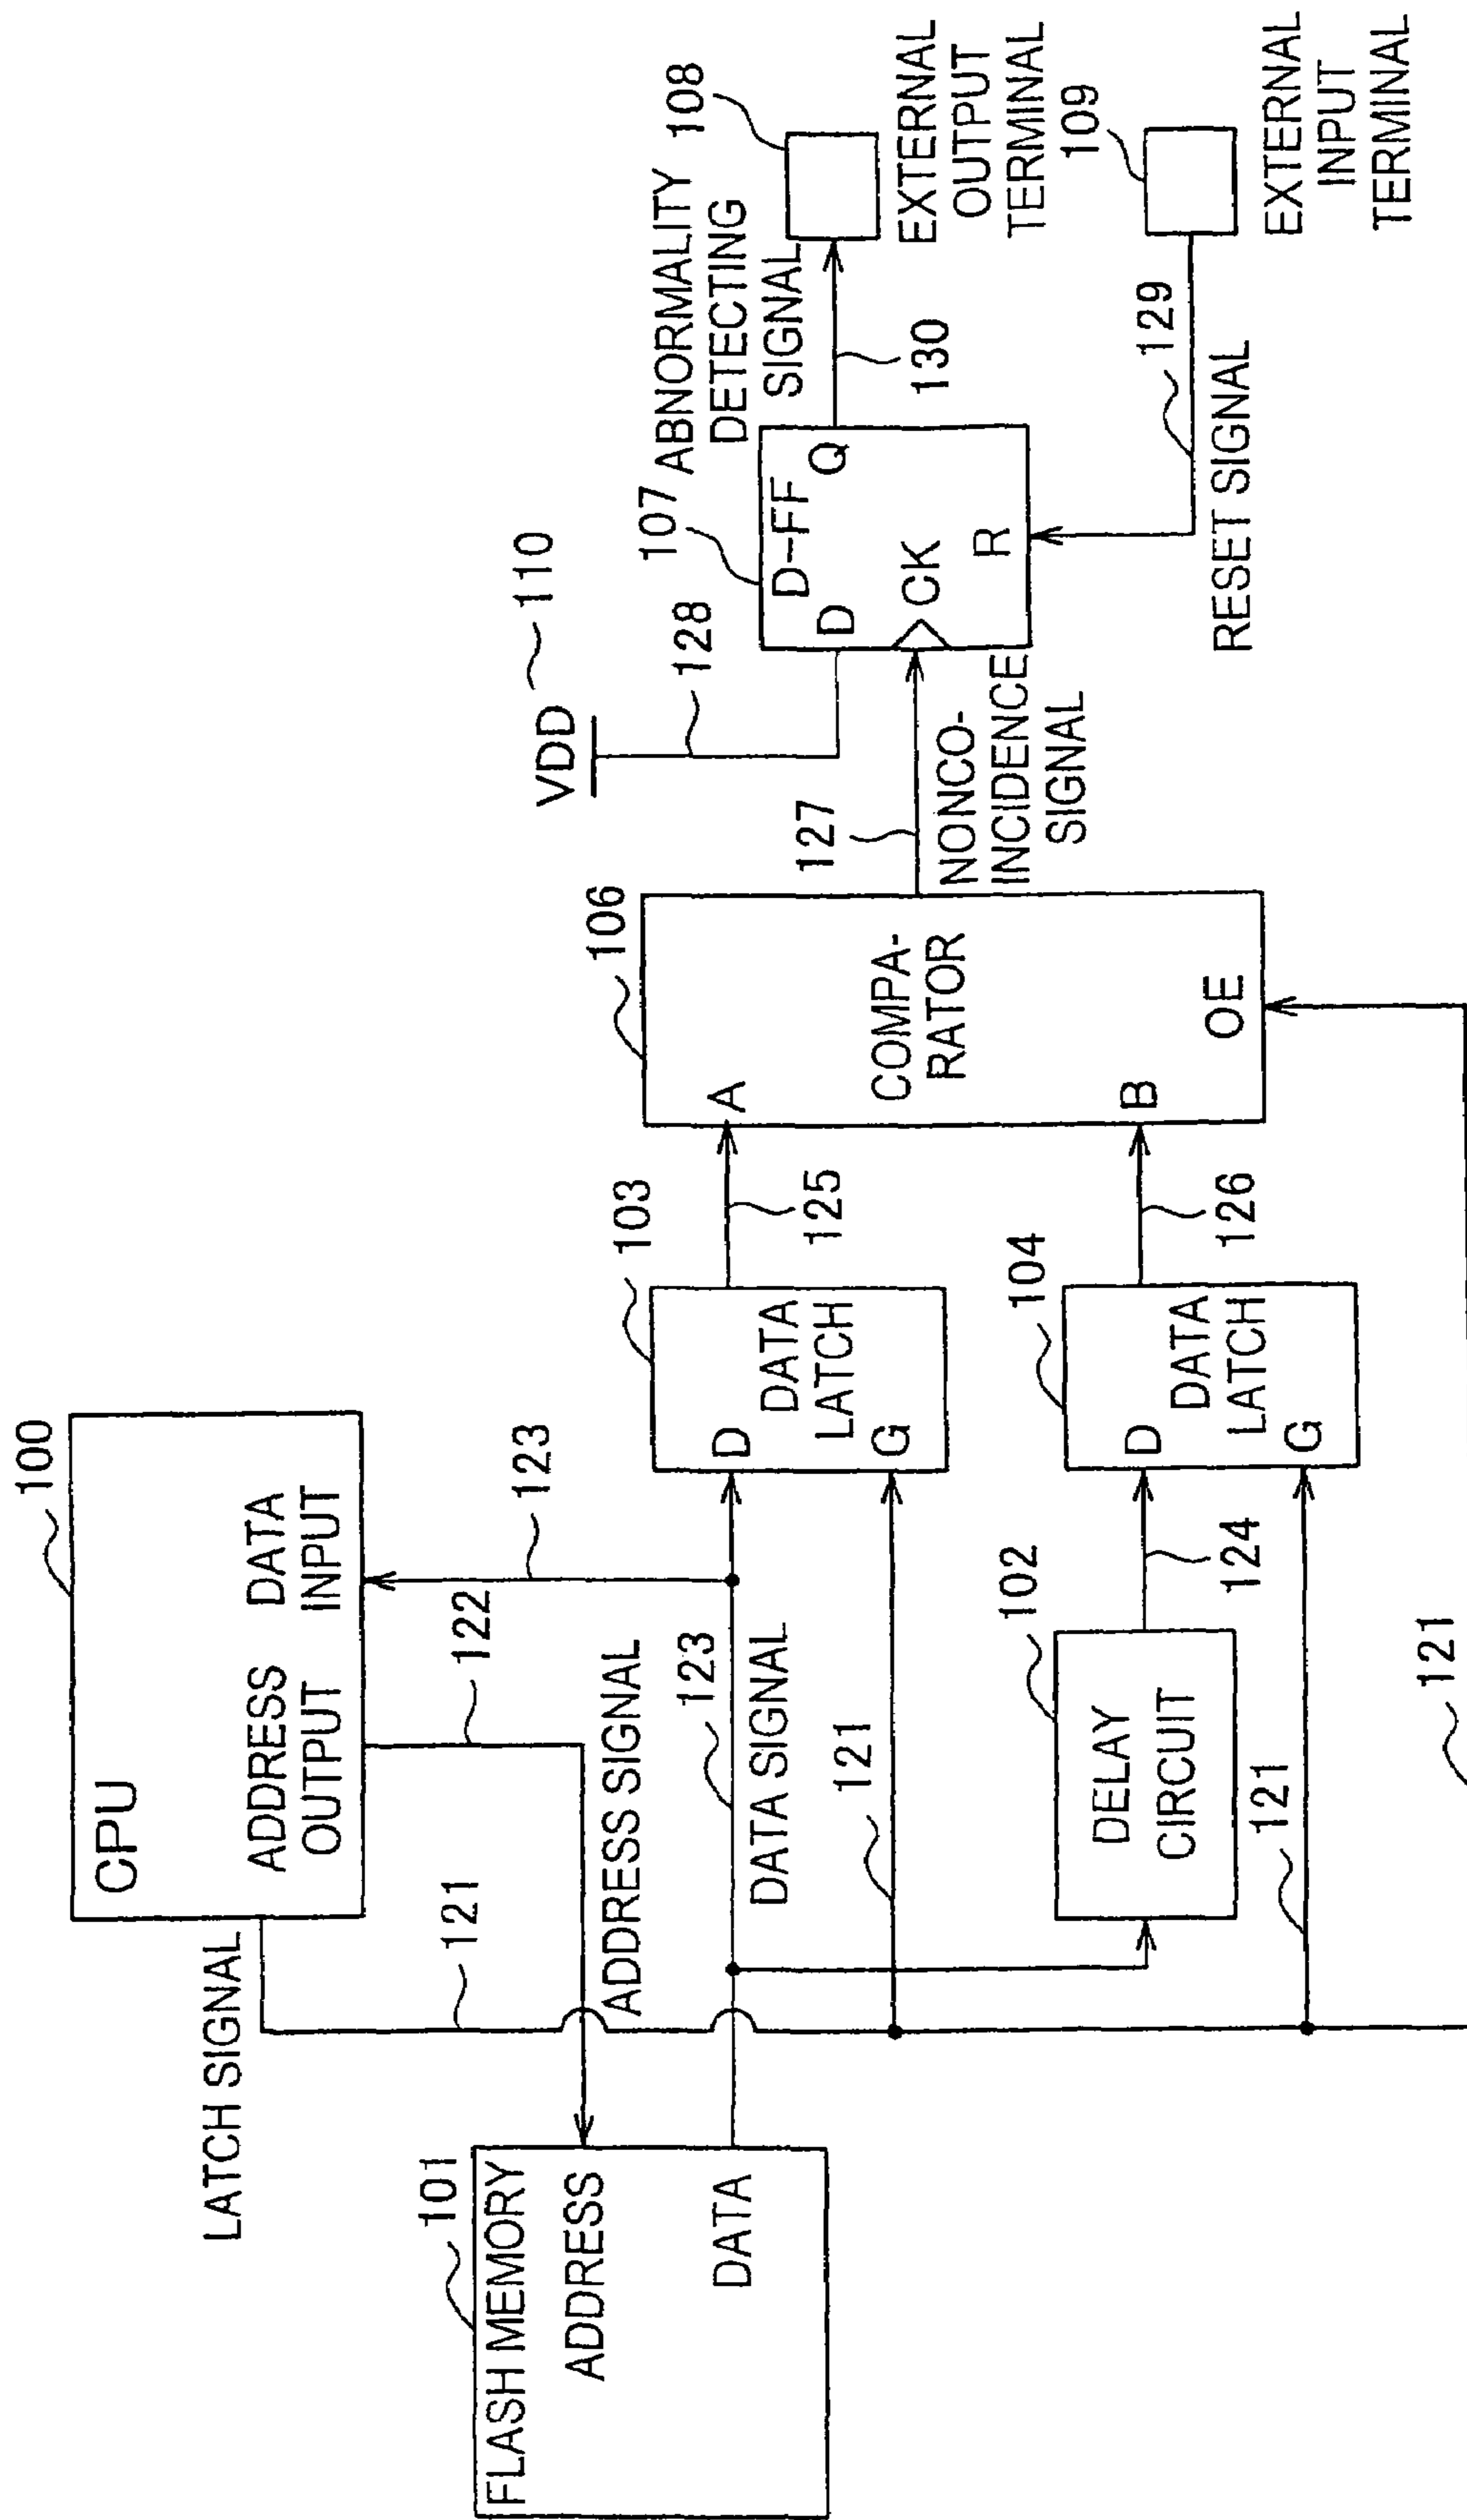 100
CPU
ADDRESS
OUTPUT
DATA
INPUT
LATCH SIGNAL
121
122
123
101
FLASH MEMORY
ADDRESS
DATA
ADDRESS SIGNAL
123
DATA SIGNAL
121
103
D
DATA
LATCH
G
125
102
DELAY
CIRCUIT
124
121
104
D
DATA
LATCH
G
126
121
106
A
COMPA-
RATOR
B
OE
127
NONCO-
INCIDENCE
SIGNAL
110
VDD
128
107
D-FF
D
Q
CK
R
ABNORMALITY
DETECTING
SIGNAL
130
108
EXTERNAL
OUTPUT
TERMINAL
109
129
RESET SIGNAL
EXTERNAL
INPUT
TERMINAL